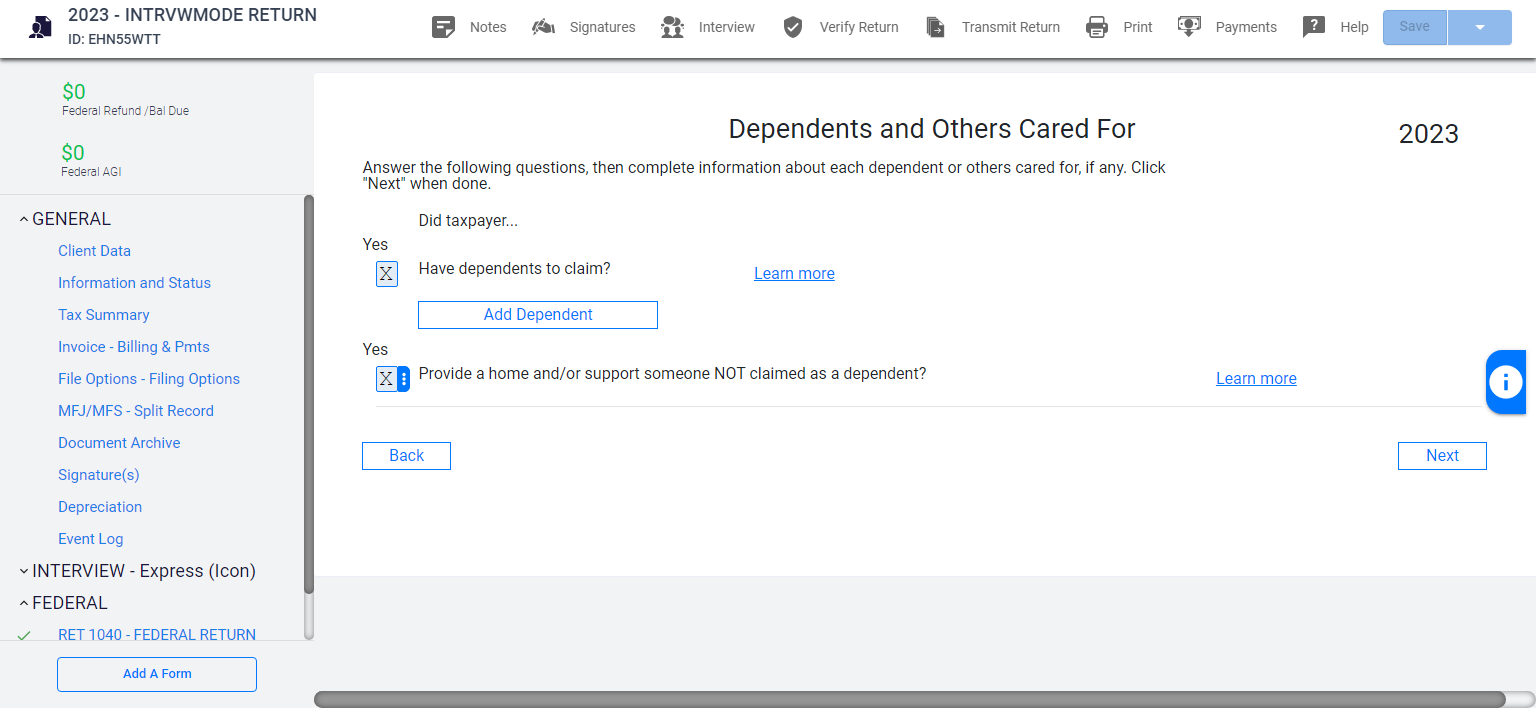 2023 - INTRVWMODE RETURN
ID: EHN55WTT
Notes
Signatures
Interview
Verify Return
Transmit Return
Print
Payments
Help
Save
$0
Federal Refund /Bal Due
$0
Federal AGI
GENERAL
Client Data
Information and Status
Tax Summary
Invoice - Billing & Pmts
File Options - Filing Options
MFJ/MFS - Split Record
Document Archive
Signature(s)
Depreciation
Event Log
INTERVIEW - Express (Icon)
FEDERAL
RET 1040 - FEDERAL RETURN
Add A Form
Dependents and Others Cared For
2023
Answer the following questions, then complete information about each dependent or others cared for, if any. Click
"Next" when done.
Did taxpayer...
Yes
X Have dependents to claim? Learn more
Add Dependent
Yes
X Provide a home and/or support someone NOT claimed as a dependent? Learn more
Back
Next